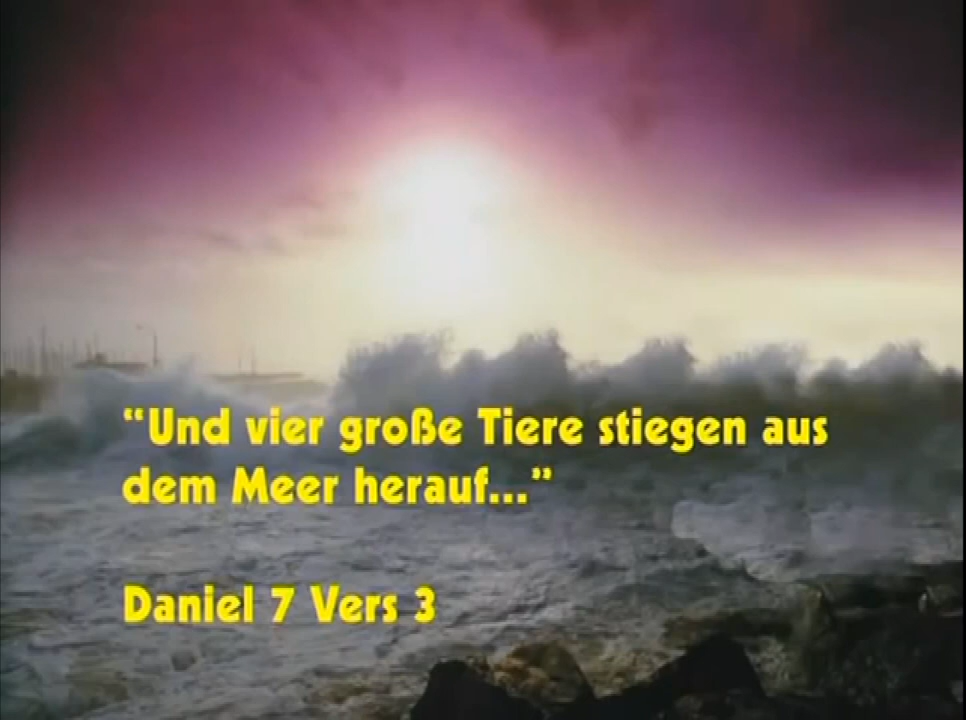 “Und vier große Tiere stiegen aus
dem Meer herauf...”
Daniel 7 Vers 3